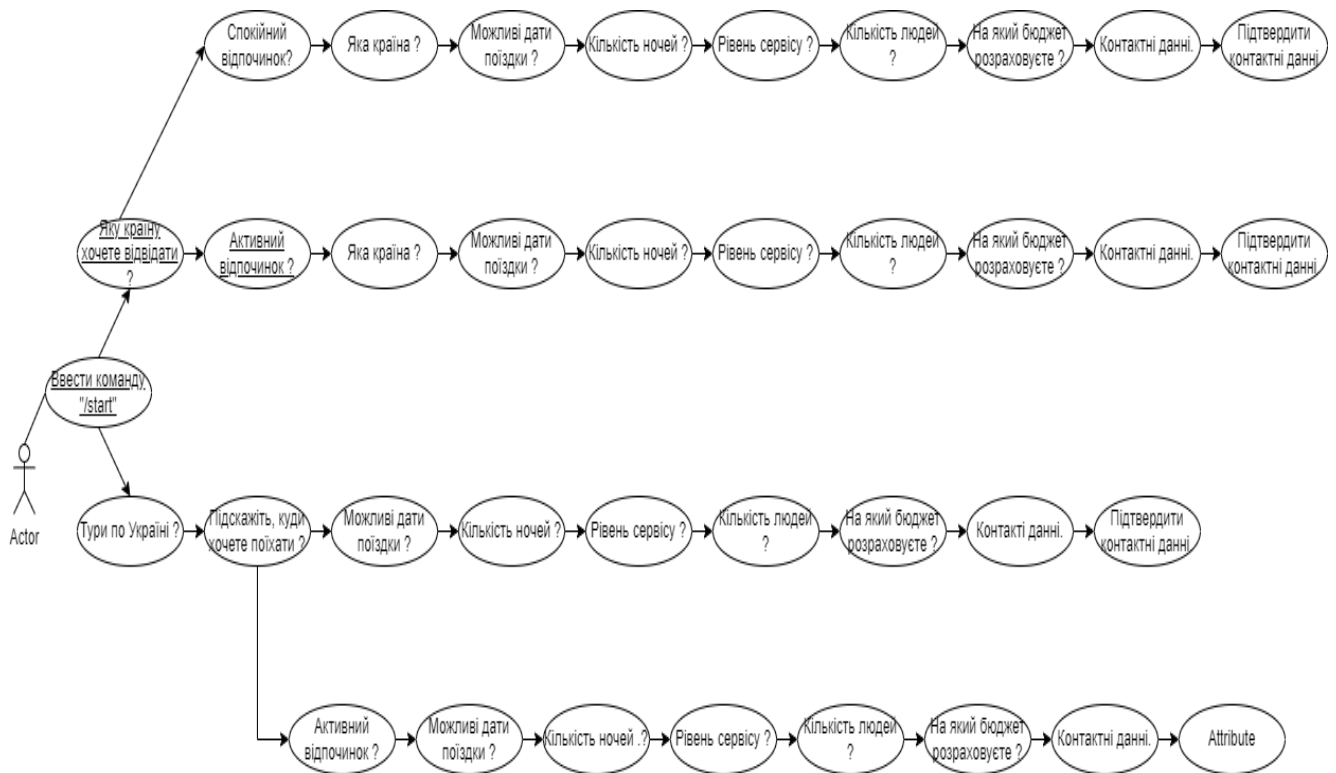 Спокійний
відпочинок?
Яка країна ?
Можливі дати
поїздки ?
Кількість ночей ?
Рівень сервісу ?
Кількість людей
?
На який бюджет
розраховуєте ?
Контактні данні.
Підтвердити
контактні данні
Яку країну
хочете відвідати
?
Активний
відпочинок ?
Яка країна ?
Можливі дати
поїздки ?
Кількість ночей ?
Рівень сервісу ?
Кількість людей
?
На який бюджет
розраховуєте ?
Контактні данні.
Підтвердити
контактні данні
Ввести команду
"/start"
Actor
Тури по Україні ?
Підскажіть, куди
хочете поїхати ?
Можливі дати
поїздки ?
Кількість ночей ?
Рівень сервісу ?
Кількість людей
?
На який бюджет
розраховуєте ?
Контакті данні.
Підтвердити
контактні данні
Активний
відпочинок ?
Можливі дати
поїздки ?
Кількість ночей .?
Рівень сервісу ?
Кількість людей
?
На який бюджет
розраховуєте ?
Контактні данні.
Attribute